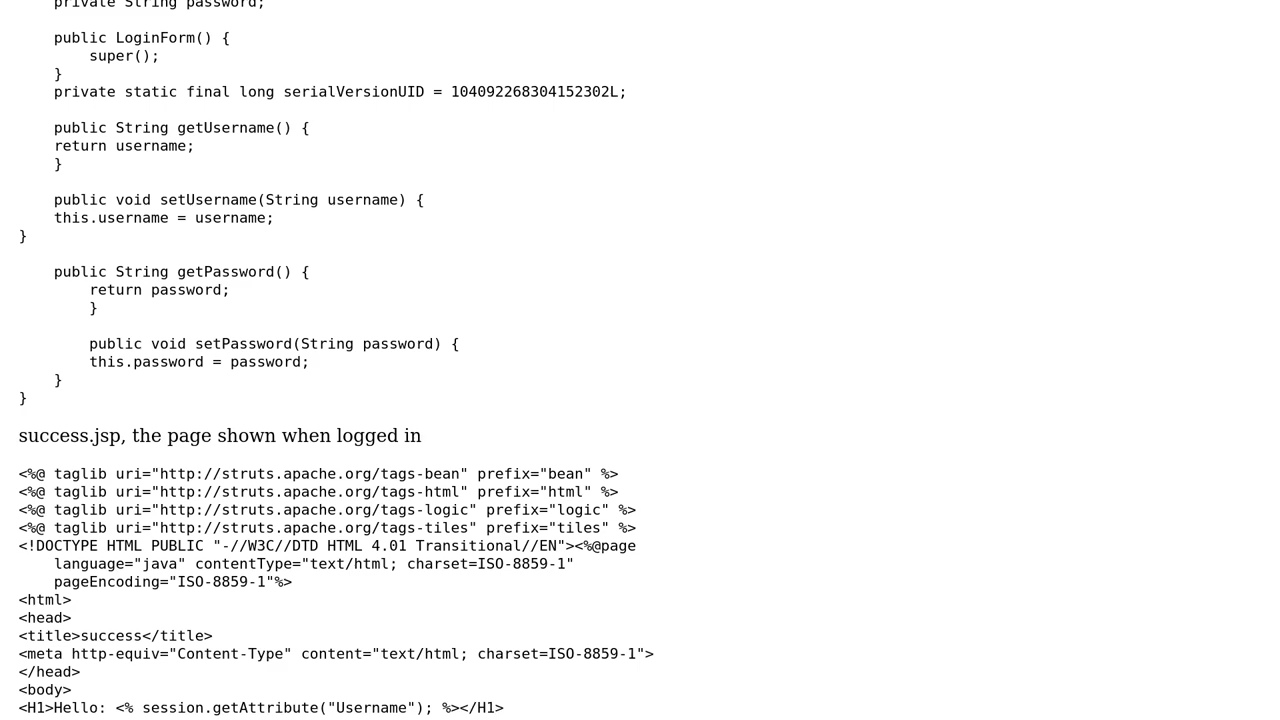 private String password;

    public LoginForm() {
        super();
    }
    private static final long serialVersionUID = 104092268304152302L;

    public String getUsername() {
    return username;
    }

    public void setUsername(String username) {
    this.username = username;
}

    public String getPassword() {
        return password;
        }

        public void setPassword(String password) {
        this.password = password;
    }
}
success.jsp, the page shown when logged in
<%@ taglib uri="http://struts.apache.org/tags-bean" prefix="bean" %>
<%@ taglib uri="http://struts.apache.org/tags-html" prefix="html" %>
<%@ taglib uri="http://struts.apache.org/tags-logic" prefix="logic" %>
<%@ taglib uri="http://struts.apache.org/tags-tiles" prefix="tiles" %>
<!DOCTYPE HTML PUBLIC "-//W3C//DTD HTML 4.01 Transitional//EN"><%@page
    language="java" contentType="text/html; charset=ISO-8859-1"
    pageEncoding="ISO-8859-1"%>
<html>
<head>
<title>success</title>
<meta http-equiv="Content-Type" content="text/html; charset=ISO-8859-1">
</head>
<body>
<H1>Hello: <% session.getAttribute("Username"); %></H1>